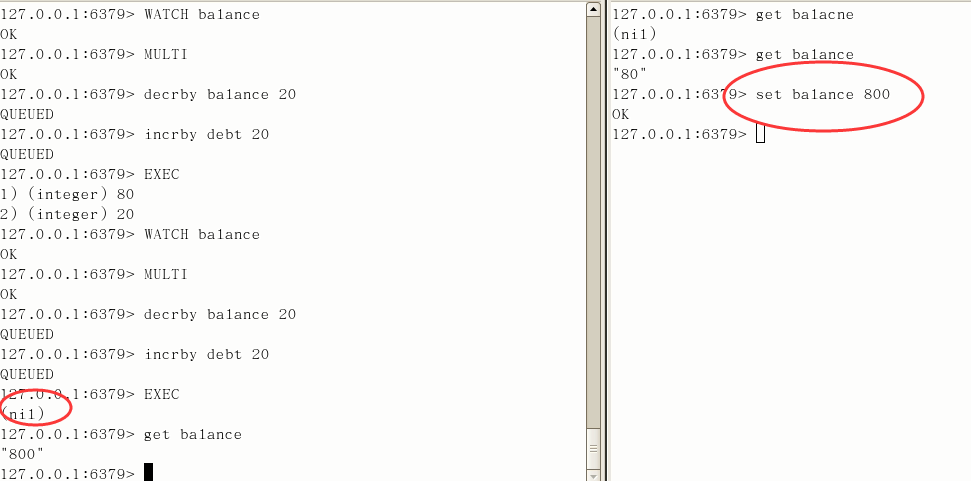 127.0.0.1:6379> WATCH balance
OK
127.0.0.1:6379> MULTI
OK
127.0.0.1:6379> decrby balance 20
QUEUED
127.0.0.1:6379> incrby debt 20
QUEUED
127.0.0.1:6379> EXEC
1) (integer) 80
2) (integer) 20
127.0.0.1:6379> WATCH balance
OK
127.0.0.1:6379> MULTI
OK
127.0.0.1:6379> decrby balance 20
QUEUED
127.0.0.1:6379> incrby debt 20
QUEUED
127.0.0.1:6379> EXEC
(nil)
127.0.0.1:6379> get balance
"800"
127.0.0.1:6379>
127.0.0.1:6379> get balacne
(nil)
127.0.0.1:6379> get balance
"80"
127.0.0.1:6379> set balance 800
OK
127.0.0.1:6379>